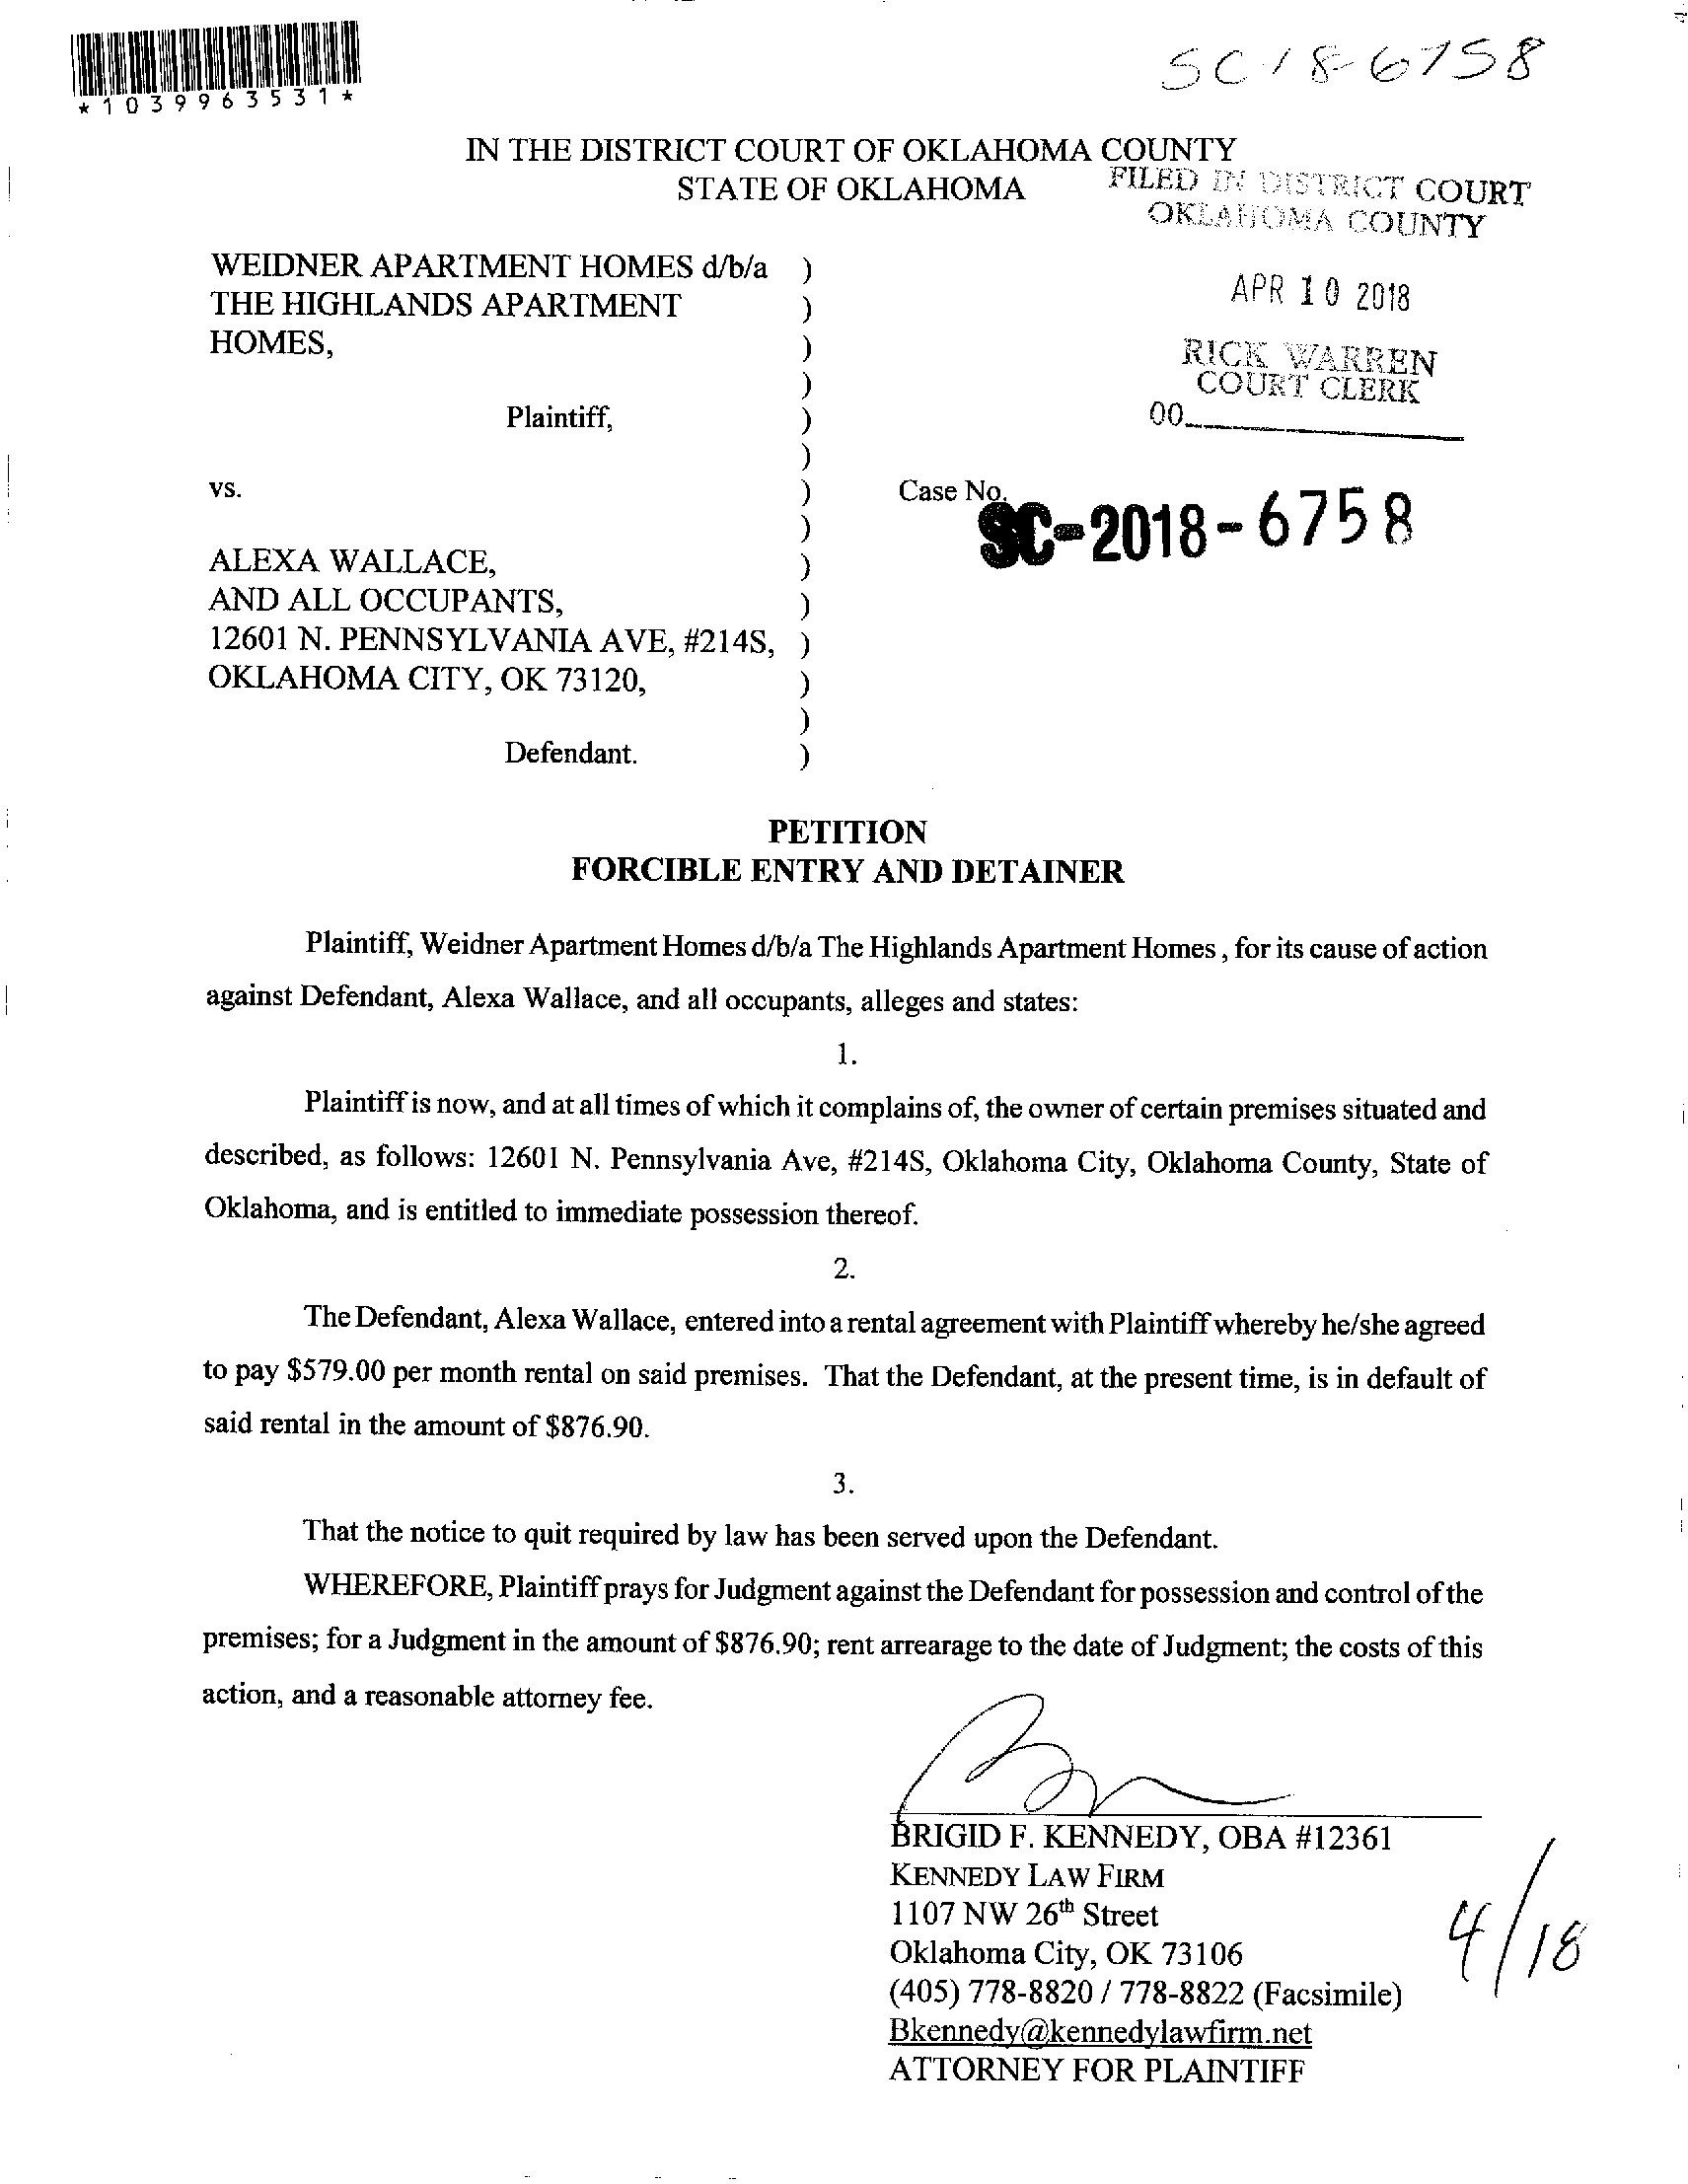 *1039963531*
SC18-6758
IN THE DISTRICT COURT OF OKLAHOMA COUNTY
STATE OF OKLAHOMA
FILED IN DISTRICT COURT
OKLAHOMA COUNTY
APR 10 2018
RICK WARREN
COURT CLERK
00
WEIDNER APARTMENT HOMES d/b/a )
THE HIGHLANDS APARTMENT )
HOMES, )
)
Plaintiff, )
)
vs. )
)
Case No. SC-2018-6758
ALEXA WALLACE, )
AND ALL OCCUPANTS, )
12601 N. PENNSYLVANIA AVE, #214S, )
OKLAHOMA CITY, OK 73120, )
)
Defendant. )
PETITION
FORCIBLE ENTRY AND DETAINER
Plaintiff, Weidner Apartment Homes d/b/a The Highlands Apartment Homes , for its cause of action
against Defendant, Alexa Wallace, and all occupants, alleges and states:
1.
Plaintiff is now, and at all times of which it complains of, the owner of certain premises situated and
described, as follows: 12601 N. Pennsylvania Ave, #214S, Oklahoma City, Oklahoma County, State of
Oklahoma, and is entitled to immediate possession thereof.
2.
The Defendant, Alexa Wallace, entered into a rental agreement with Plaintiff whereby he/she agreed
to pay $579.00 per month rental on said premises. That the Defendant, at the present time, is in default of
said rental in the amount of $876.90.
3.
That the notice to quit required by law has been served upon the Defendant.
WHEREFORE, Plaintiff prays for Judgment against the Defendant for possession and control of the
premises; for a Judgment in the amount of $876.90; rent arrearage to the date of Judgment; the costs of this
action, and a reasonable attorney fee.
BRIGID F. KENNEDY, OBA #12361
KENNEDY LAW FIRM
1107 NW 26th Street
Oklahoma City, OK 73106
(405) 778-8820 / 778-8822 (Facsimile)
Bkennedy@kennedylawfirm.net
ATTORNEY FOR PLAINTIFF
4/18